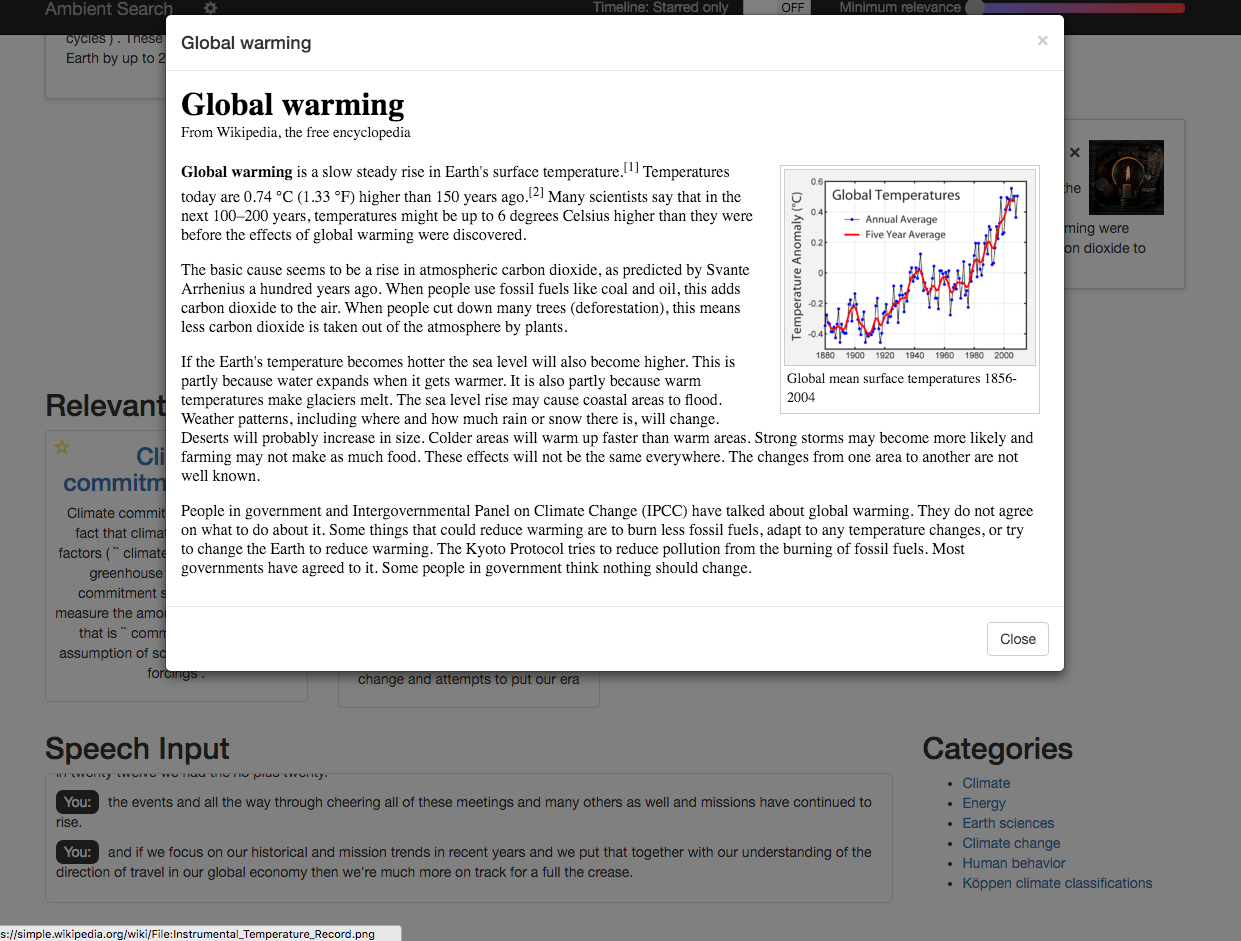 Ambient Search
Timeline: Starred only
OFF
Minimum relevance
cycles ) . These
Earth by up to 2
Global warming
×
Global warming
From Wikipedia, the free encyclopedia
Global warming is a slow steady rise in Earth's surface temperature.[1] Temperatures
today are 0.74 °C (1.33 °F) higher than 150 years ago.[2] Many scientists say that in the
next 100–200 years, temperatures might be up to 6 degrees Celsius higher than they were
before the effects of global warming were discovered.
The basic cause seems to be a rise in atmospheric carbon dioxide, as predicted by Svante
Arrhenius a hundred years ago. When people use fossil fuels like coal and oil, this adds
carbon dioxide to the air. When people cut down many trees (deforestation), this means
less carbon dioxide is taken out of the atmosphere by plants.
If the Earth's temperature becomes hotter the sea level will also become higher. This is
partly because water expands when it gets warmer. It is also partly because warm
temperatures make glaciers melt. The sea level rise may cause coastal areas to flood.
Weather patterns, including where and how much rain or snow there is, will change.
Deserts will probably increase in size. Colder areas will warm up faster than warm areas. Strong storms may become more likely and
farming may not make as much food. These effects will not be the same everywhere. The changes from one area to another are not
well known.
People in government and Intergovernmental Panel on Climate Change (IPCC) have talked about global warming. They do not agree
on what to do about it. Some things that could reduce warming are to burn less fossil fuels, adapt to any temperature changes, or try
to change the Earth to reduce warming. The Kyoto Protocol tries to reduce pollution from the burning of fossil fuels. Most
governments have agreed to it. Some people in government think nothing should change.
Global Temperatures
Annual Average
Five Year Average
Temperature Anomaly (°C)
0.6
0.4
0.2
0
-0.2
-0.4
1880 1900 1920 1940 1960 1980 2000
Global mean surface temperatures 1856-
2004
Close
×
the
ming were
on dioxide to
Relevant
Cli
commitm
Climate commit
fact that climat
factors ( `` climate
greenhouse
commitment s
measure the amou
that is `` comm
assumption of so
forcings .
change and attempts to put our era
Speech Input
in twenty twelve we had the rio plus twenty.
You: the events and all the way through cheering all of these meetings and many others as well and missions have continued to
rise.
You: and if we focus on our historical and mission trends in recent years and we put that together with our understanding of the
direction of travel in our global economy then we're much more on track for a full the crease.
Categories
Climate
Energy
Earth sciences
Climate change
Human behavior
Köppen climate classifications
s://simple.wikipedia.org/wiki/File:Instrumental_Temperature_Record.png